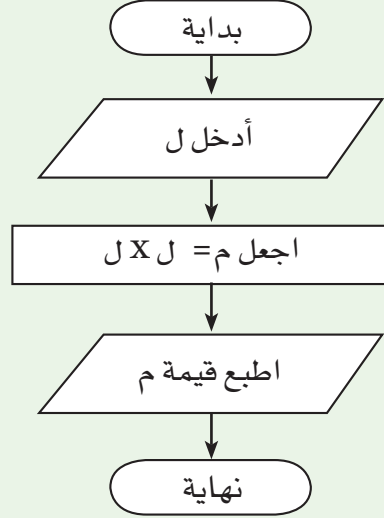 بداية
أدخل ل
اجعل م = ل X ل
اطبع قيمة م
نهاية